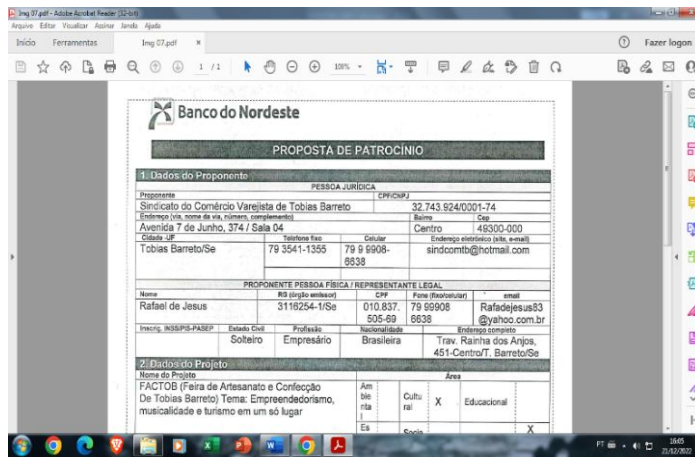 Img 07.pdf - Adobe Acrobat Reader (32-bit)
Arquivo Editar Visualizar Assinar Janela Ajuda
Início Ferramentas Img 07.pdf × Fazer logon
1 / 1 108%
Banco do Nordeste
PROPOSTA DE PATROCÍNIO
1. Dados do Proponente
PESSOA JURÍDICA
Proponente CPF/CNPJ
Sindicato do Comércio Varejista de Tobias Barreto 32.743.924/0001-74
Endereço (via, nome da via, número, complemento) Bairro Cep
Avenida 7 de Junho, 374 / Sala 04 Centro 49300-000
Cidade -UF Telefone fixo Celular Endereço eletrônico (site, e-mail)
Tobias Barreto/Se 79 3541-1355 79 9 9908- sindcomtb@hotmail.com
6638
PROPONENTE PESSOA FÍSICA / REPRESENTANTE LEGAL
Nome RG (órgão emissor) CPF Fone (fixo/celular) email
Rafael de Jesus 3116254-1/Se 010.837. 79 99908 Rafadejesus83
505-69 6638 @yahoo.com.br
Inscriç. INSS/PIS-PASEP Estado Civil Profissão Nacionalidade Endereço completo
Solteiro Empresário Brasileira Trav. Rainha dos Anjos,
451-Centro/T. Barreto/Se
2. Dados do Projeto
Nome do Projeto Área
FACTOB (Feira de Artesanato e Confecção
De Tobias Barreto) Tema: Empreendedorismo,
musicalidade e turismo em um só lugar
Am
bie
nta
l
Cultu
ral
X Educacional
Es Socio X
PT 16:05
21/12/2022